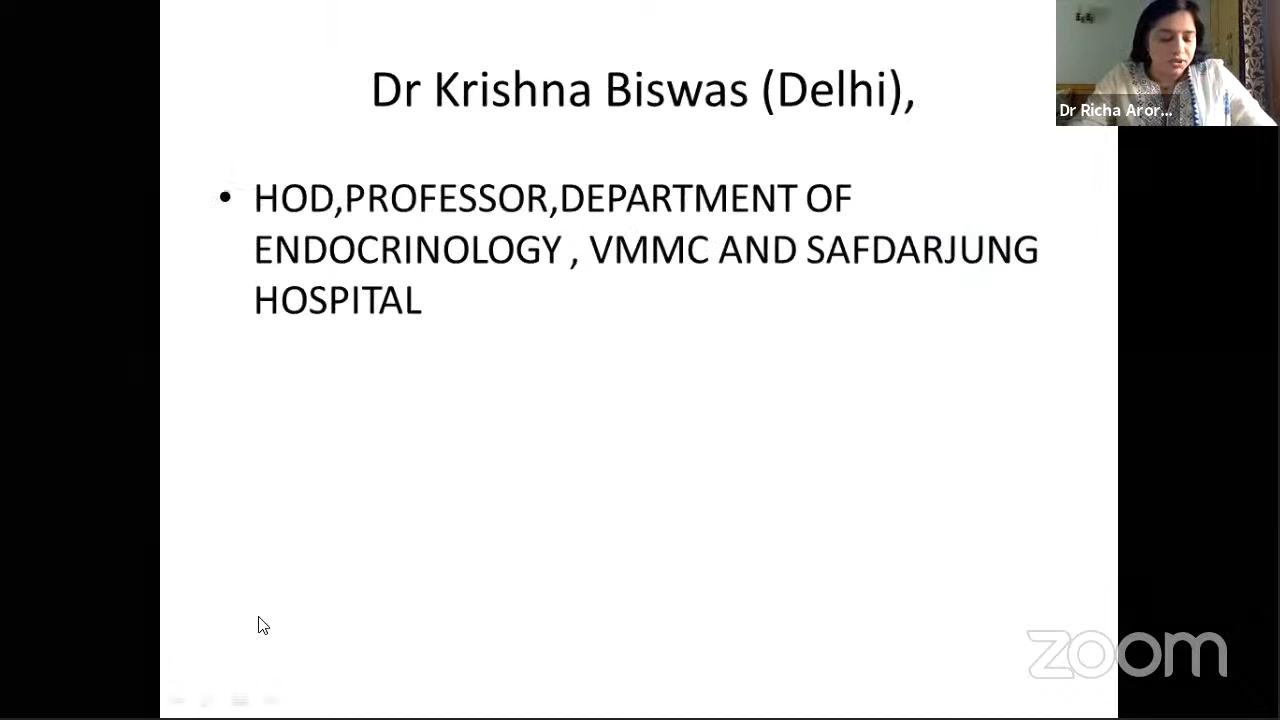 Dr Krishna Biswas (Delhi),
Dr Richa Aror...
• HOD,PROFESSOR,DEPARTMENT OF
ENDOCRINOLOGY , VMMC AND SAFDARJUNG
HOSPITAL
zoom